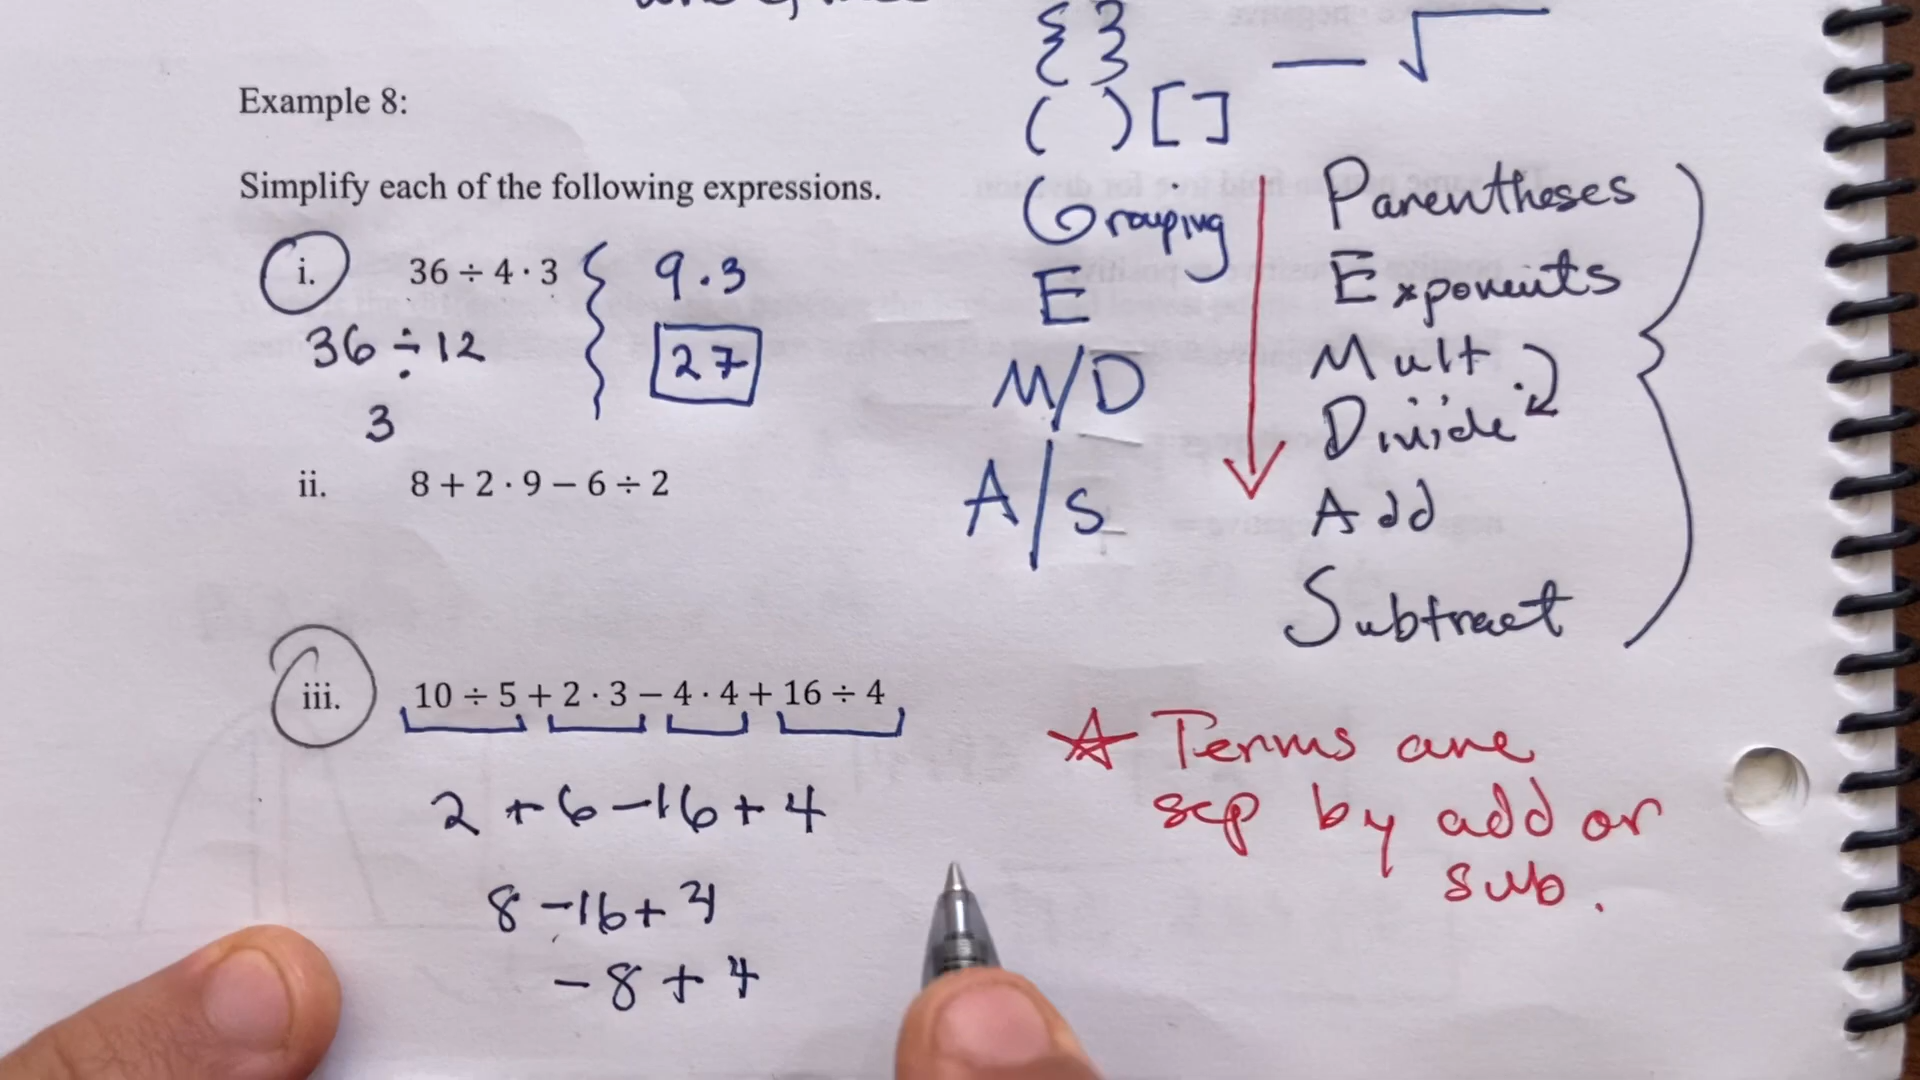 { }
— √
( ) [ ]
Example 8:
Simplify each of the following expressions.
Grouping
E
M/D
A/S
Parentheses
Exponents
Mult
Divide
Add
Subtract
i. 36 ÷ 4 · 3
9 . 3
36 ÷ 12
27
3
ii. 8 + 2 · 9 − 6 ÷ 2
iii. 10 ÷ 5 + 2 · 3 − 4 · 4 + 16 ÷ 4
2 + 6 − 16 + 4
8 − 16 + 4
− 8 + 4
☆ Terms are
sep by add or
sub.